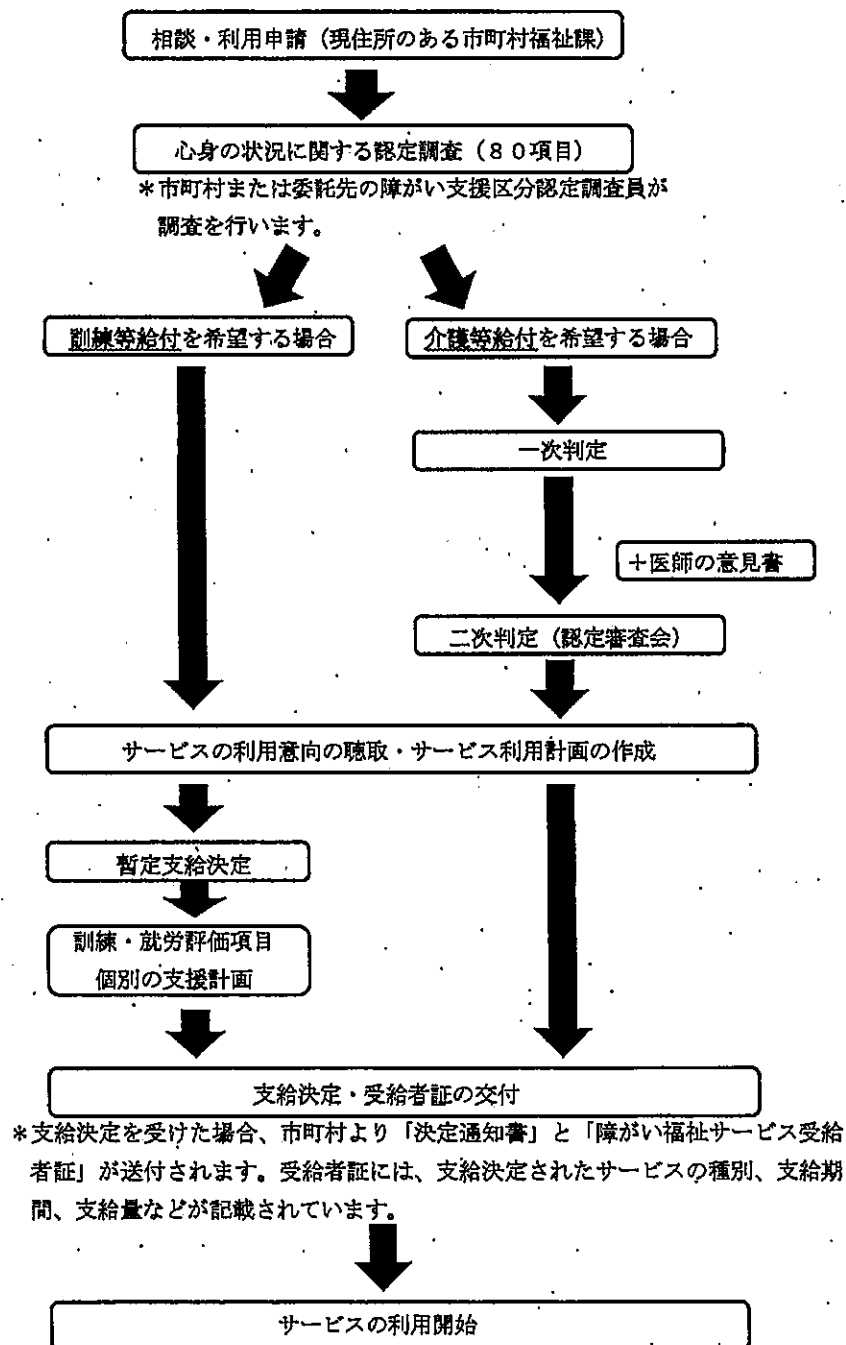 相談・利用申請（現住所のある市町村福祉課）
心身の状況に関する認定調査（８０項目）
＊市町村または委託先の障がい支援区分認定調査員が
調査を行います。
訓練等給付を希望する場合
介護等給付を希望する場合
一次判定
＋医師の意見書
二次判定（認定審査会）
サービスの利用意向の聴取・サービス利用計画の作成
暫定支給決定
訓練・就労評価項目
個別の支援計画
支給決定・受給者証の交付
＊支給決定を受けた場合、市町村より「決定通知書」と「障がい福祉サービス受給
者証」が送付されます。受給者証には、支給決定されたサービスの種別、支給期
間、支給量などが記載されています。
サービスの利用開始